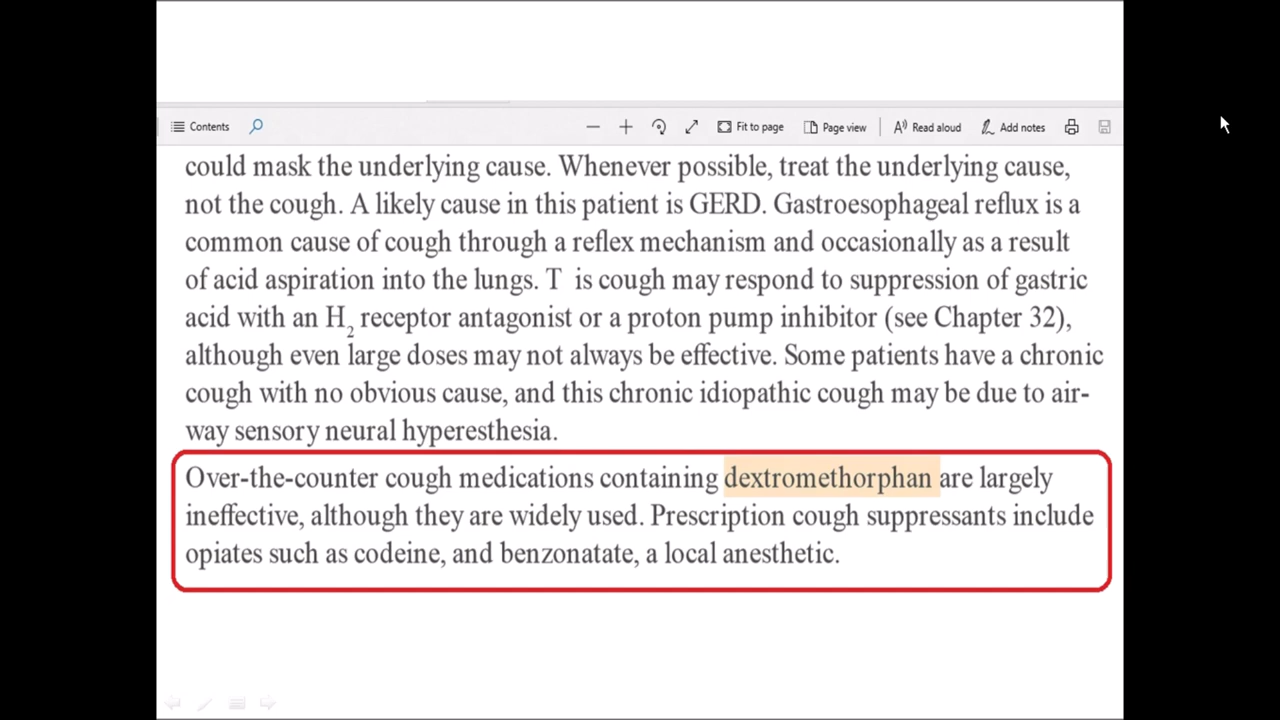 Contents
Fit to page
Page view
Read aloud
Add notes
could mask the underlying cause. Whenever possible, treat the underlying cause,
not the cough. A likely cause in this patient is GERD. Gastroesophageal reflux is a
common cause of cough through a reflex mechanism and occasionally as a result
of acid aspiration into the lungs. T is cough may respond to suppression of gastric
acid with an H2 receptor antagonist or a proton pump inhibitor (see Chapter 32),
although even large doses may not always be effective. Some patients have a chronic
cough with no obvious cause, and this chronic idiopathic cough may be due to air-
way sensory neural hyperesthesia.
Over-the-counter cough medications containing dextromethorphan are largely
ineffective, although they are widely used. Prescription cough suppressants include
opiates such as codeine, and benzonatate, a local anesthetic.